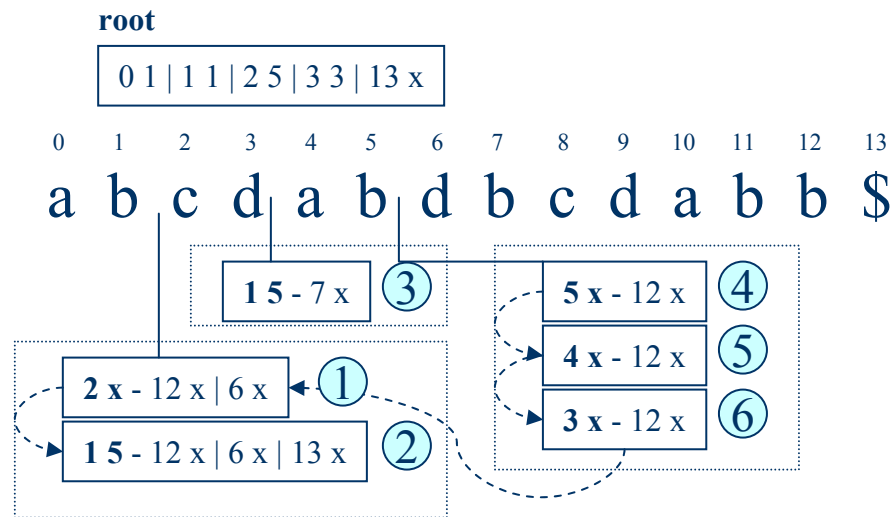 root
0 1 | 1 1 | 2 5 | 3 3 | 13 x
0 1 2 3 4 5 6 7 8 9 10 11 12 13
a b c d a b d b c d a b b $
1 5 - 7 x 3
5 x - 12 x 4
4 x - 12 x 5
2 x - 12 x | 6 x 1
3 x - 12 x 6
1 5 - 12 x | 6 x | 13 x 2